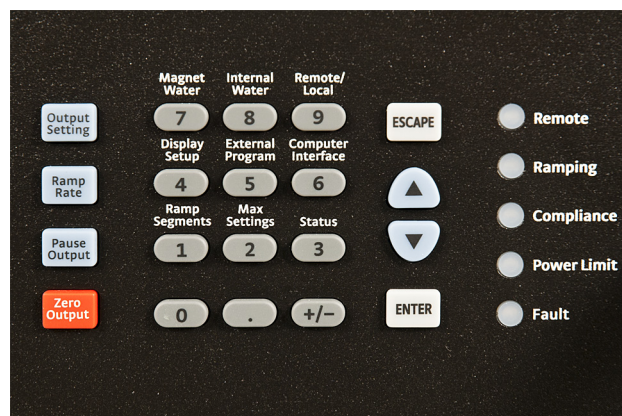 Magnet Water
Internal Water
Remote/ Local
Output Setting
7
8
9
ESCAPE
Remote
Display Setup
External Program
Computer Interface
Ramp Rate
4
5
6
Ramping
Ramp Segments
Max Settings
Status
Compliance
Pause Output
1
2
3
Power Limit
Zero Output
0
.
+/−
ENTER
Fault